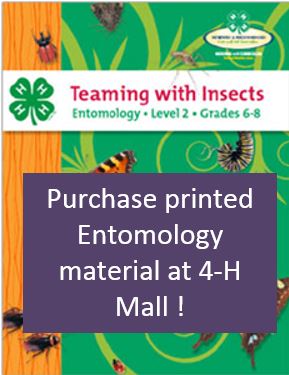 H H
H H
Teaming with Insects
Entomology • Level 2 • Grades 6-8
Purchase printed
Entomology
material at 4-H
Mall !